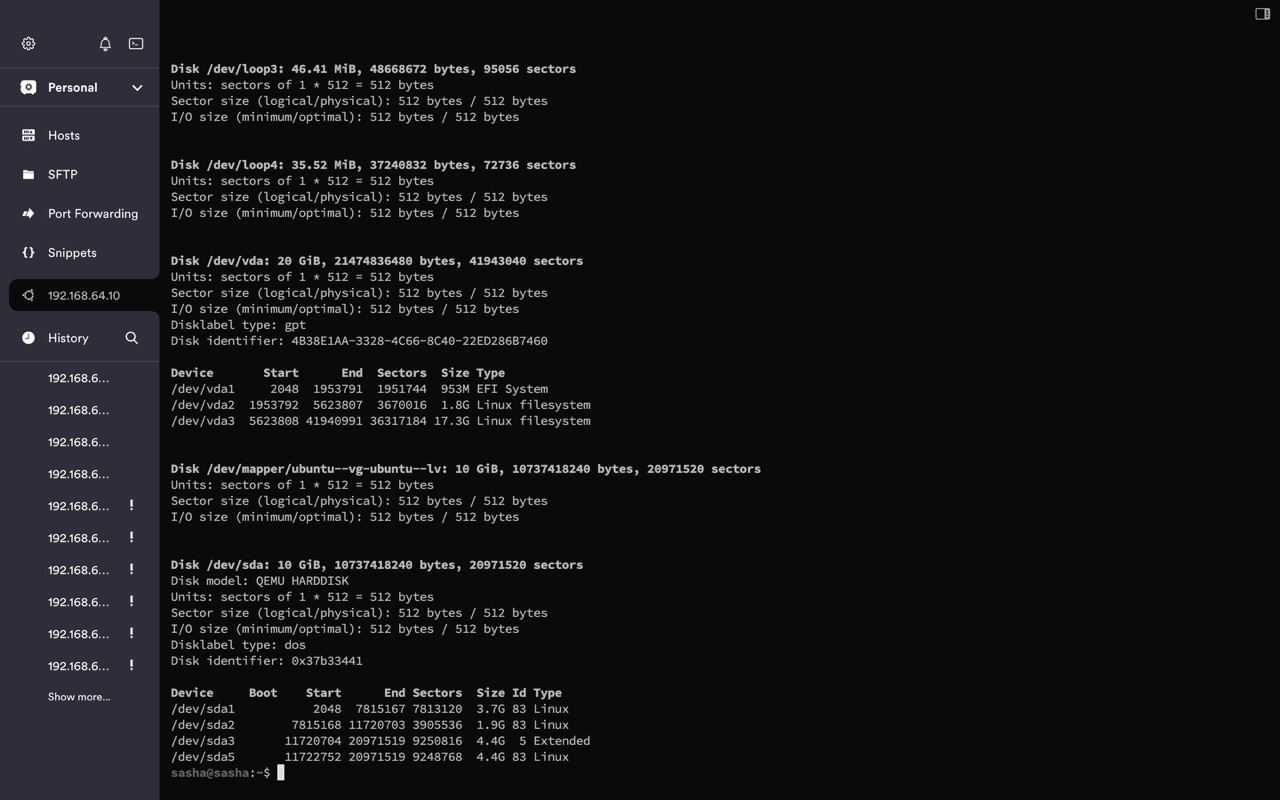 Personal
Hosts
SFTP
Port Forwarding
Snippets
192.168.64.10
History
192.168.6...
192.168.6...
192.168.6...
192.168.6...
192.168.6... !
192.168.6... !
192.168.6... !
192.168.6... !
192.168.6... !
192.168.6... !
Show more...
Disk /dev/loop3: 46.41 MiB, 48668672 bytes, 95056 sectors
Units: sectors of 1 * 512 = 512 bytes
Sector size (logical/physical): 512 bytes / 512 bytes
I/O size (minimum/optimal): 512 bytes / 512 bytes
Disk /dev/loop4: 35.52 MiB, 37240832 bytes, 72736 sectors
Units: sectors of 1 * 512 = 512 bytes
Sector size (logical/physical): 512 bytes / 512 bytes
I/O size (minimum/optimal): 512 bytes / 512 bytes
Disk /dev/vda: 20 GiB, 21474836480 bytes, 41943040 sectors
Units: sectors of 1 * 512 = 512 bytes
Sector size (logical/physical): 512 bytes / 512 bytes
I/O size (minimum/optimal): 512 bytes / 512 bytes
Disklabel type: gpt
Disk identifier: 4B38E1AA-3328-4C66-8C40-22ED286B7460
Device       Start      End  Sectors  Size Type
/dev/vda1     2048  1953791  1951744  953M EFI System
/dev/vda2  1953792  5623807  3670016  1.8G Linux filesystem
/dev/vda3  5623808 41940991 36317184 17.3G Linux filesystem
Disk /dev/mapper/ubuntu--vg-ubuntu--lv: 10 GiB, 10737418240 bytes, 20971520 sectors
Units: sectors of 1 * 512 = 512 bytes
Sector size (logical/physical): 512 bytes / 512 bytes
I/O size (minimum/optimal): 512 bytes / 512 bytes
Disk /dev/sda: 10 GiB, 10737418240 bytes, 20971520 sectors
Disk model: QEMU HARDDISK
Units: sectors of 1 * 512 = 512 bytes
Sector size (logical/physical): 512 bytes / 512 bytes
I/O size (minimum/optimal): 512 bytes / 512 bytes
Disklabel type: dos
Disk identifier: 0x37b33441
Device     Boot    Start      End Sectors  Size Id Type
/dev/sda1           2048  7815167 7813120  3.7G 83 Linux
/dev/sda2        7815168 11720703 3905536  1.9G 83 Linux
/dev/sda3       11720704 20971519 9250816  4.4G  5 Extended
/dev/sda5       11722752 20971519 9248768  4.4G 83 Linux
sasha@sasha:~$